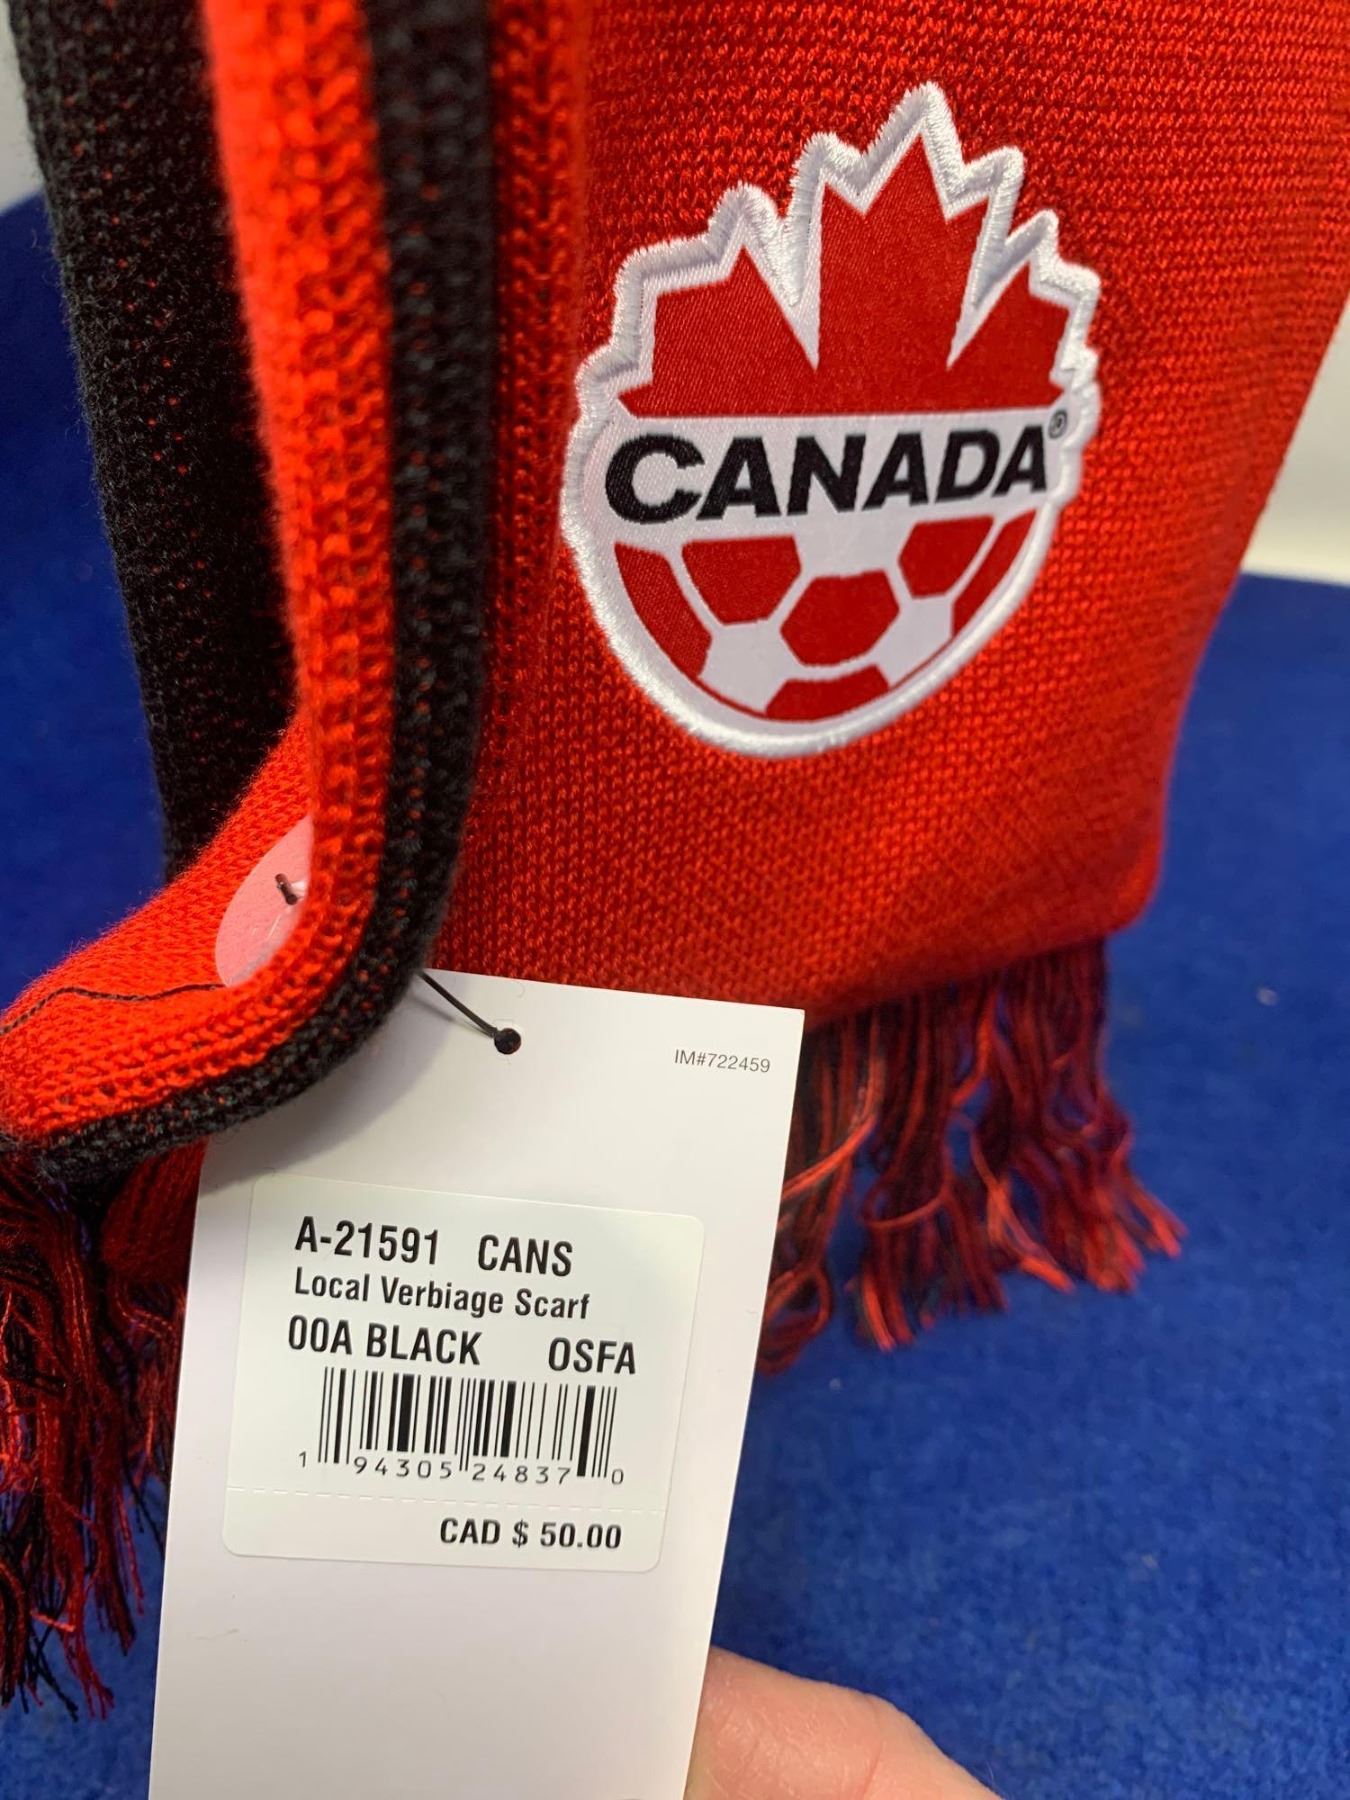 CANADA®
IM#722459
A-21591 CANS
Local Verbiage Scarf
00A BLACK OSFA
1 94305 24837 0
CAD $ 50.00